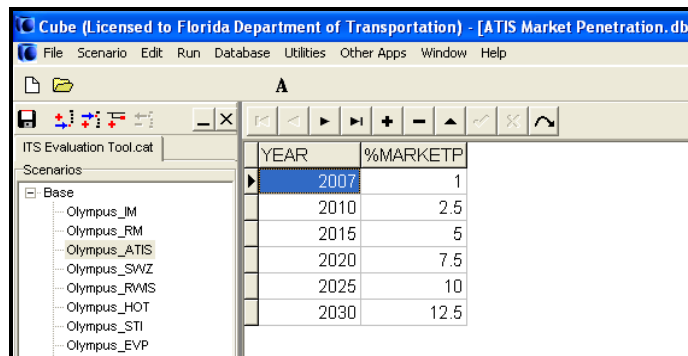 Cube (Licensed to Florida Department of Transportation) - [ATIS Market Penetration.db
File Scenario Edit Run Database Utilities Other Apps Window Help
A
ITS Evaluation Tool.cat
Scenarios
Base
Olympus_IM
Olympus_RM
Olympus_ATIS
Olympus_SWZ
Olympus_RWIS
Olympus_HOT
Olympus_STI
Olympus_EVP
YEAR %MARKETP
2007 1
2010 2.5
2015 5
2020 7.5
2025 10
2030 12.5